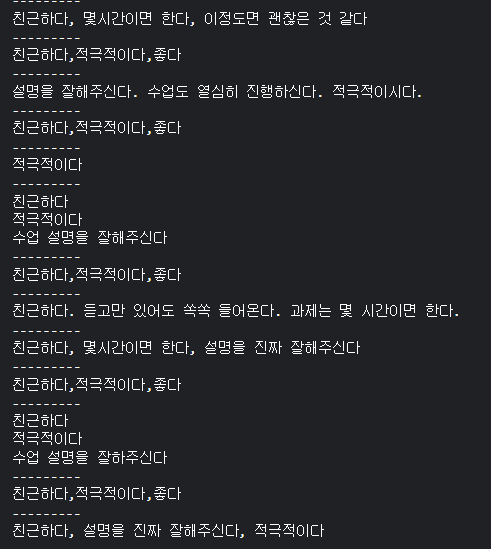 ---------
친근하다, 몇시간이면 한다, 이정도면 괜찮은 것 같다
---------
친근하다,적극적이다,좋다
---------
설명을 잘해주신다. 수업도 열심히 진행하신다. 적극적이시다.
---------
친근하다,적극적이다,좋다
---------
적극적이다
---------
친근하다
적극적이다
수업 설명을 잘해주신다
---------
친근하다,적극적이다,좋다
---------
친근하다. 듣고만 있어도 쏙쏙 들어온다. 과제는 몇 시간이면 한다.
---------
친근하다, 몇시간이면 한다, 설명을 진짜 잘해주신다
---------
친근하다,적극적이다,좋다
---------
친근하다
적극적이다
수업 설명을 잘하주신다
---------
친근하다,적극적이다,좋다
---------
친근하다, 설명을 진짜 잘해주신다, 적극적이다